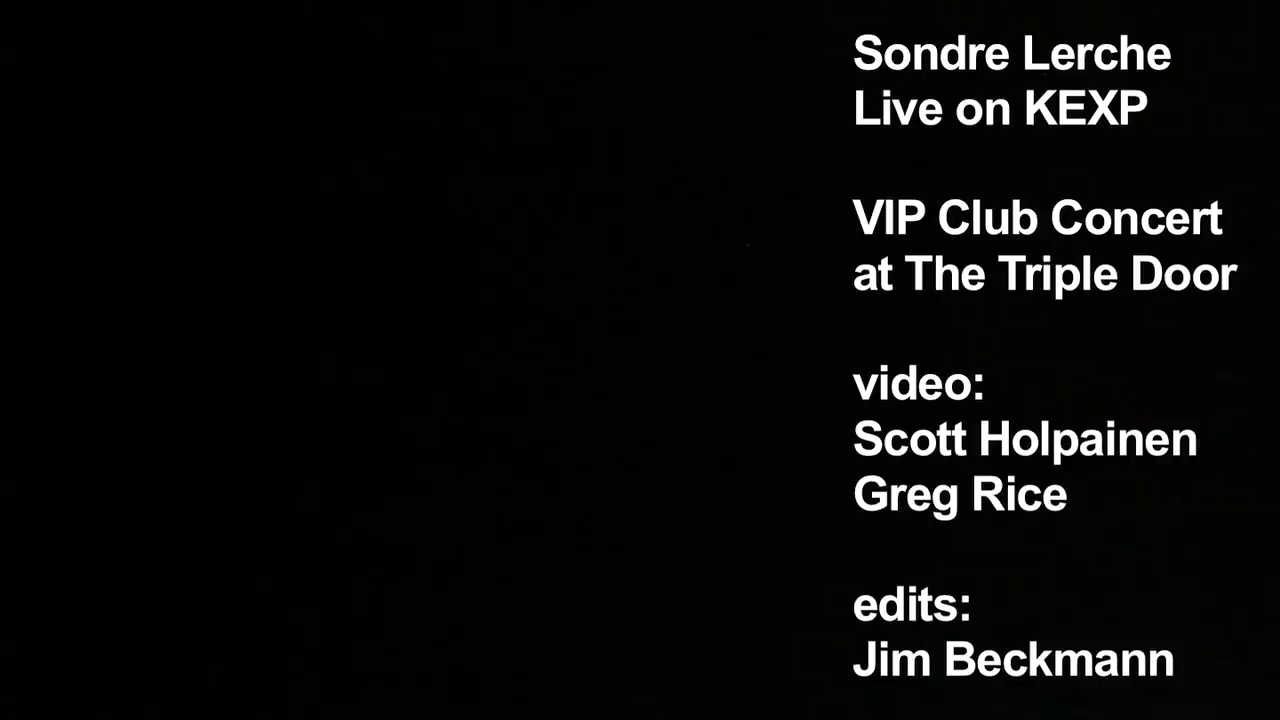 Sondre Lerche
Live on KEXP
VIP Club Concert
at The Triple Door
video:
Scott Holpainen
Greg Rice
edits:
Jim Beckmann